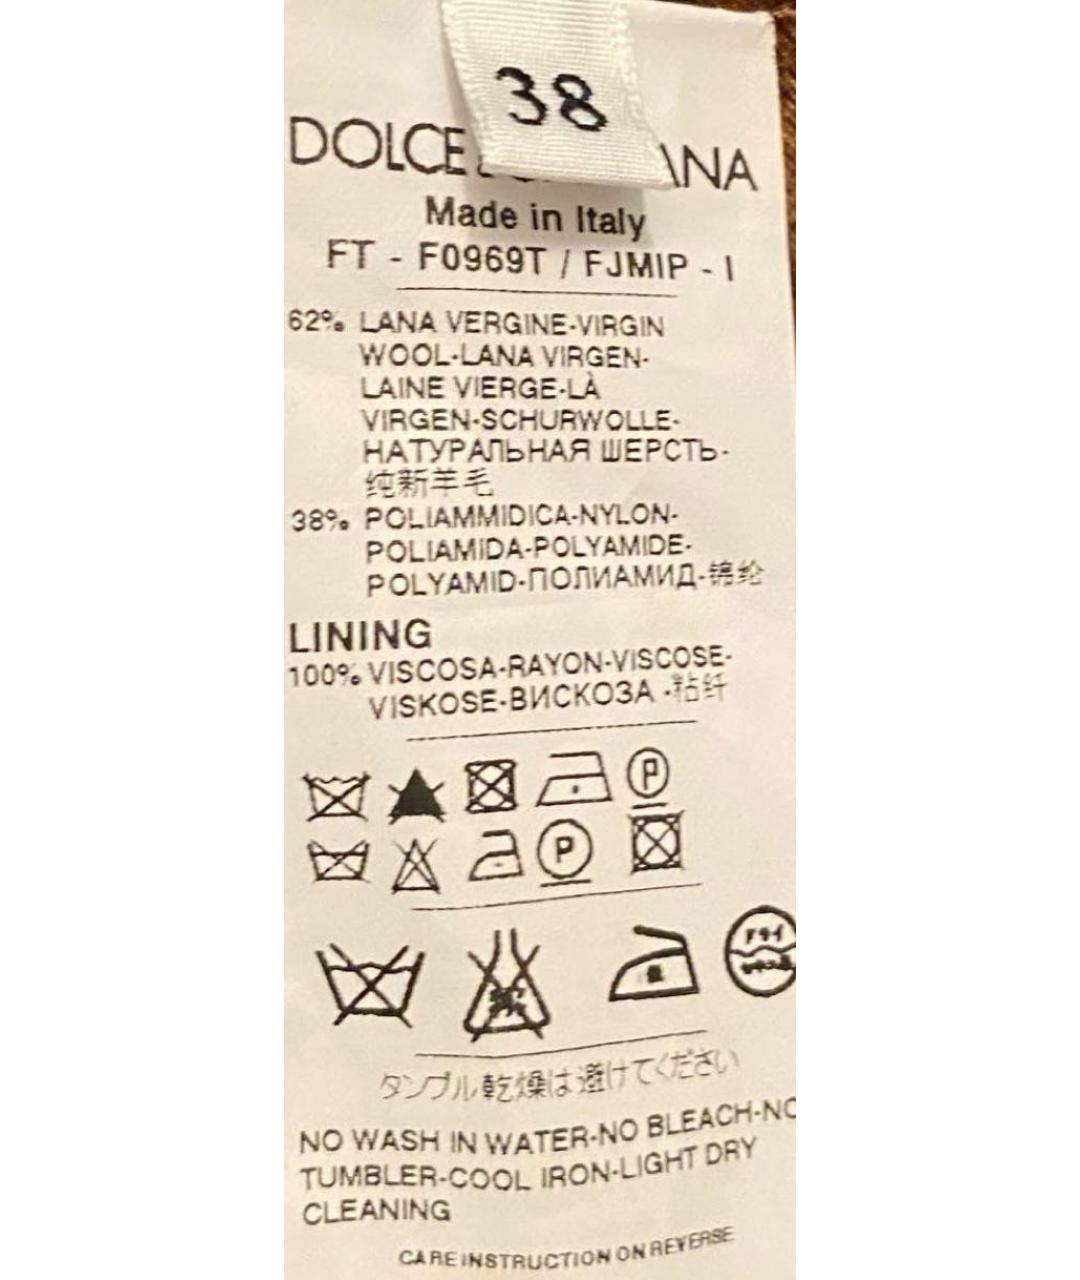 38
DOLCE ANA
Made in Italy
FT - F0969T / FJMIP - I
62% LANA VERGINE-VIRGIN
WOOL-LANA VIRGEN-
LAINE VIERGE-LÀ
VIRGEN-SCHURWOLLE-
НАТУРАЛЬНАЯ ШЕРСТЬ-
纯新羊毛
38% POLIAMMIDICA-NYLON-
POLIAMIDA-POLYAMIDE-
POLYAMID-ПОЛИАМИД-锦纶
LINING
100% VISCOSA-RAYON-VISCOSE-
VISKOSE-ВИСКОЗА -粘纤
P
P
ドライ
タンブル乾燥は避けてください
NO WASH IN WATER-NO BLEACH-NO
TUMBLER-COOL IRON-LIGHT DRY
CLEANING
CARE INSTRUCTION ON REVERSE